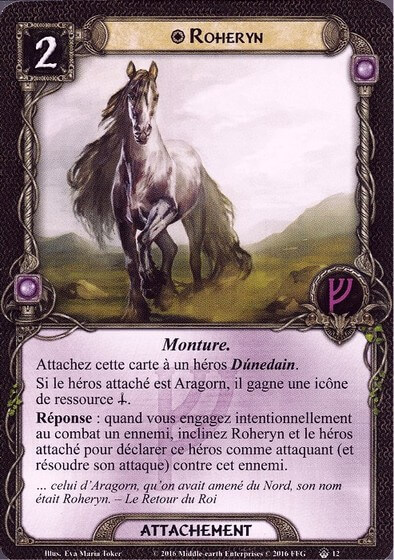 2
ROHERYN
Monture.
Attachez cette carte à un héros Dúnedain.
Si le héros attaché est Aragorn, il gagne une icône
de ressource .
Réponse : quand vous engagez intentionnellement
au combat un ennemi, inclinez Roheryn et le héros
attaché pour déclarer ce héros comme attaquant (et
résoudre son attaque) contre cet ennemi.
... celui d'Aragorn, qu'on avait amené du Nord, son nom
était Roheryn. – Le Retour du Roi
Illus. Eva Maria Toker
ATTACHEMENT
© 2016 Middle-earth Enterprises © 2016 FFG
12